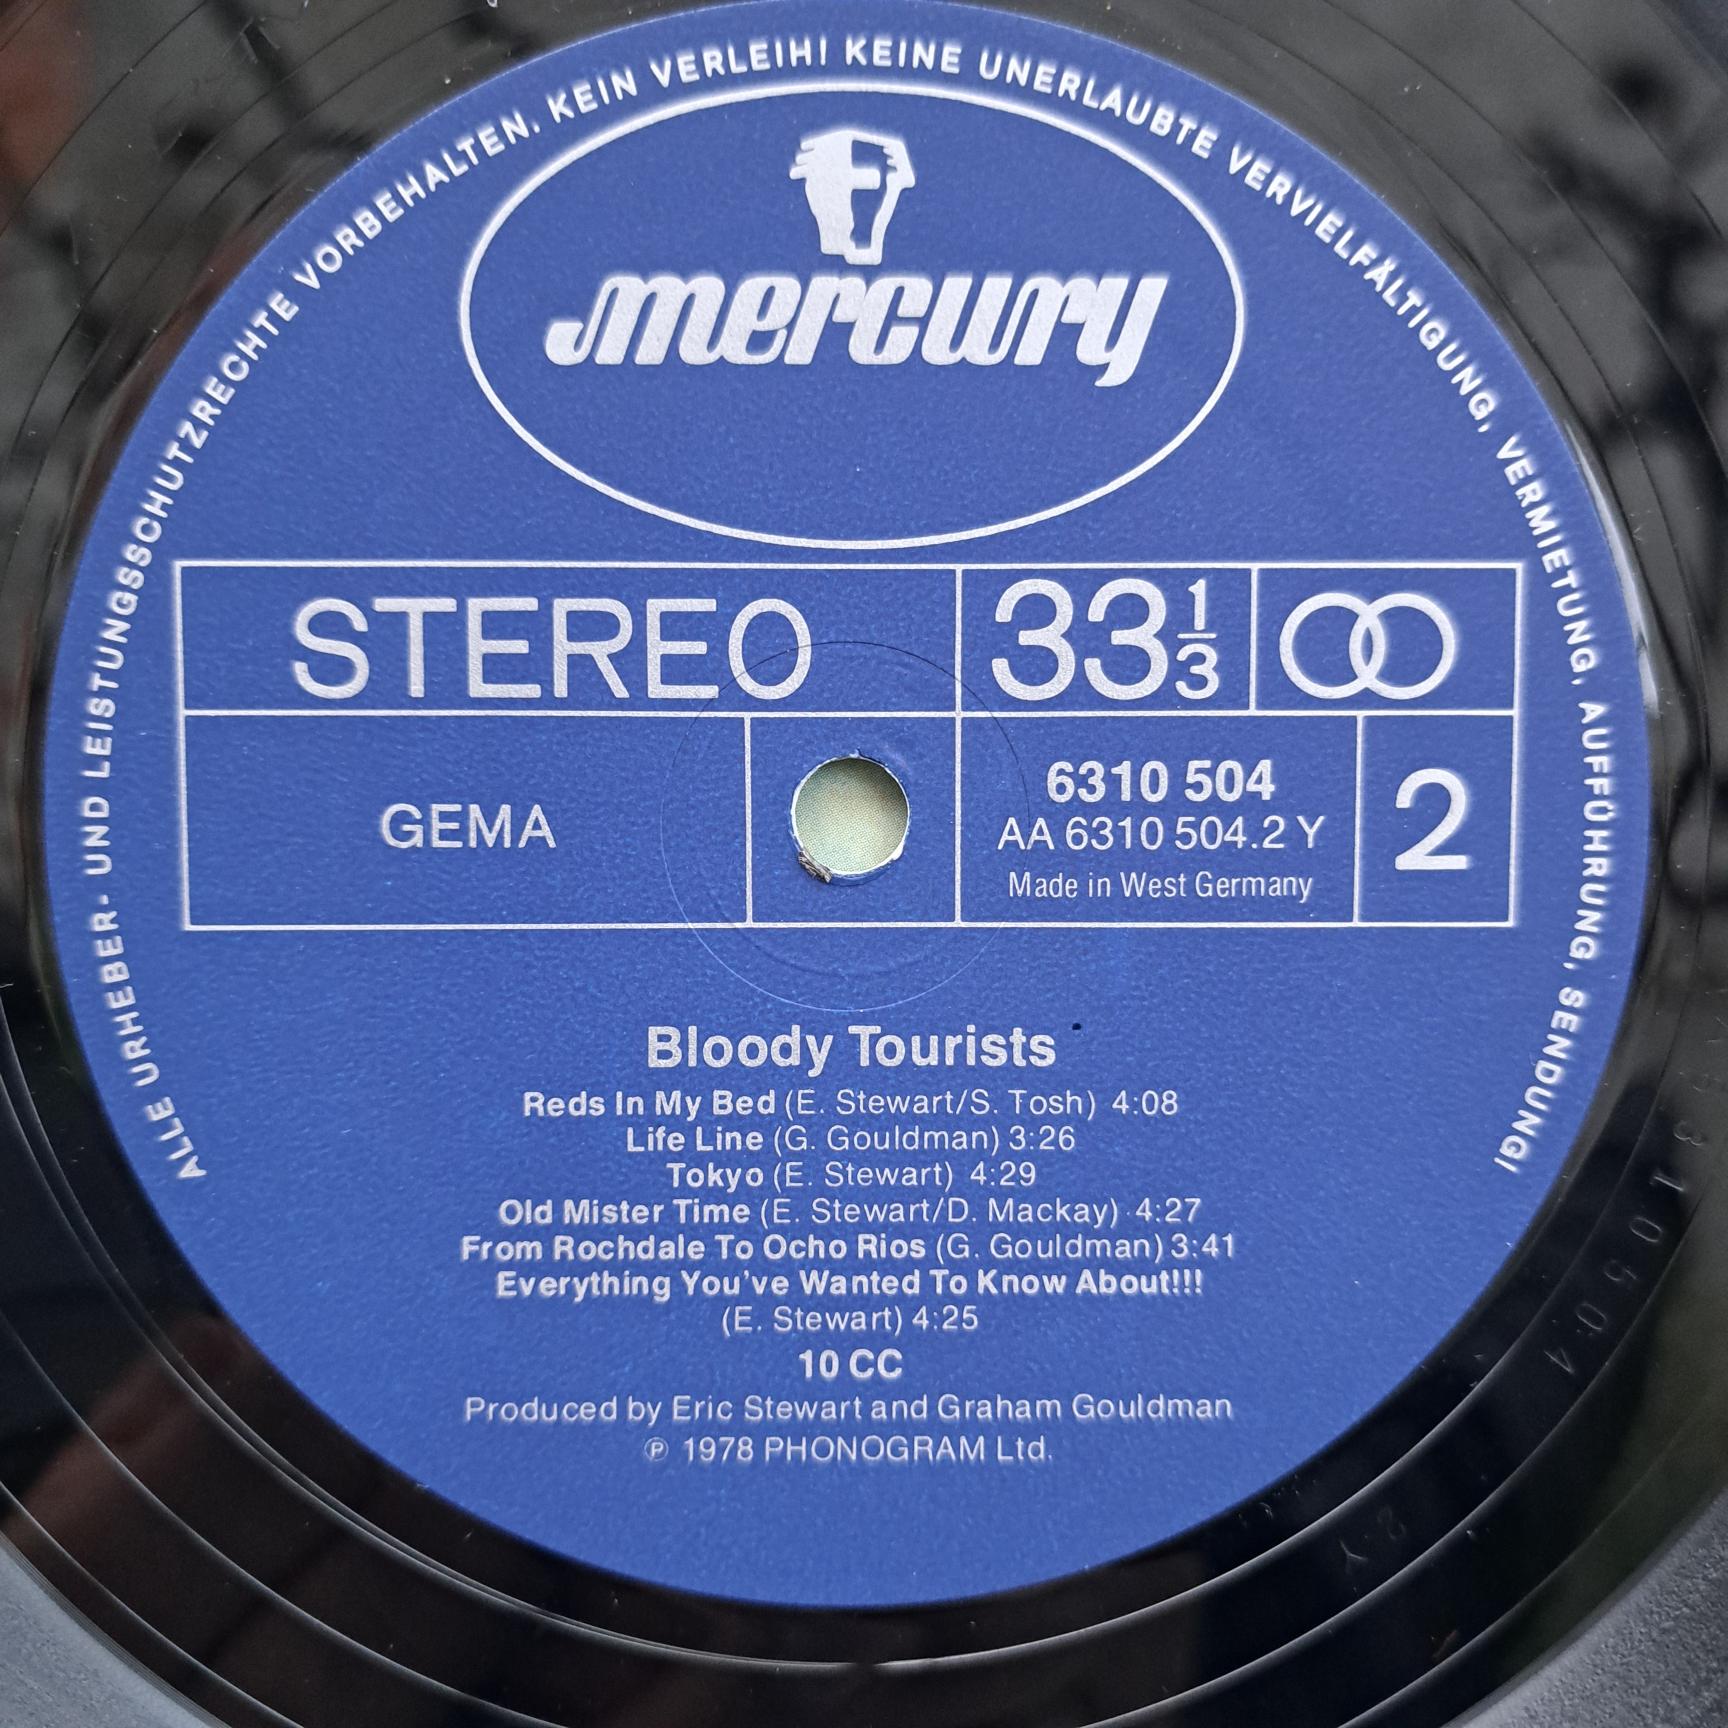 ALLE URHEBER- UND LEISTUNGSSCHUTZRECHTE VORBEHALTEN. KEIN VERLEIH! KEINE UNERLAUBTE VERVIELFÄLTIGUNG, VERMIETUNG, AUFFÜHRUNG, SENDUNG!
mercury
STEREO
33 1/3
GEMA
6310 504
AA 6310 504.2 Y
Made in West Germany
2
Bloody Tourists
Reds In My Bed (E. Stewart/S. Tosh) 4:08
Life Line (G. Gouldman) 3:26
Tokyo (E. Stewart) 4:29
Old Mister Time (E. Stewart/D. Mackay) 4:27
From Rochdale To Ocho Rios (G. Gouldman) 3:41
Everything You've Wanted To Know About!!!
(E. Stewart) 4:25
10 CC
Produced by Eric Stewart and Graham Gouldman
℗ 1978 PHONOGRAM Ltd.